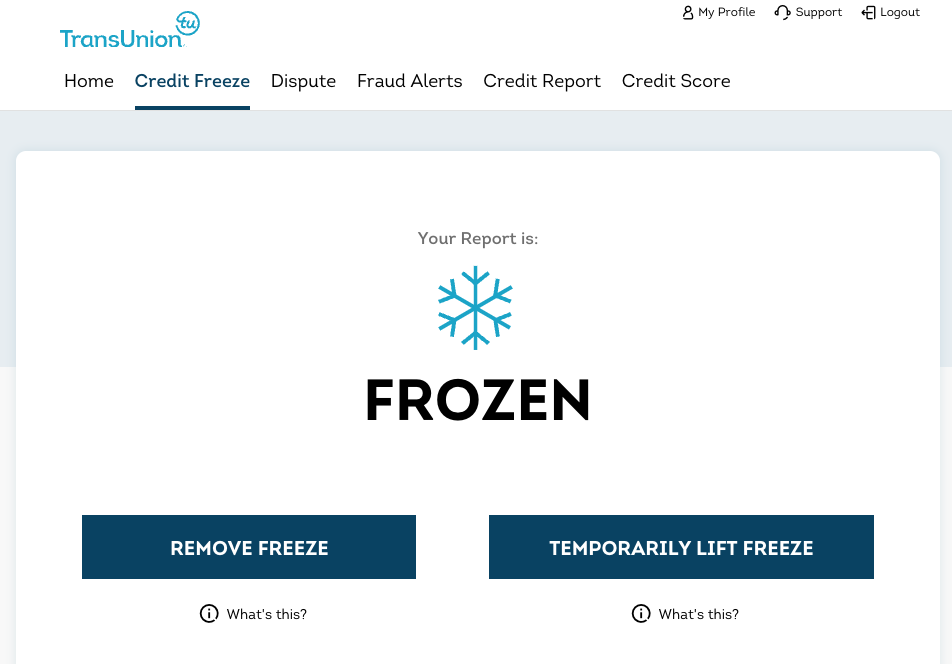 My Profile Support Logout
TransUnion tu
Home Credit Freeze Dispute Fraud Alerts Credit Report Credit Score
Your Report is:
FROZEN
REMOVE FREEZE TEMPORARILY LIFT FREEZE
What's this? What's this?